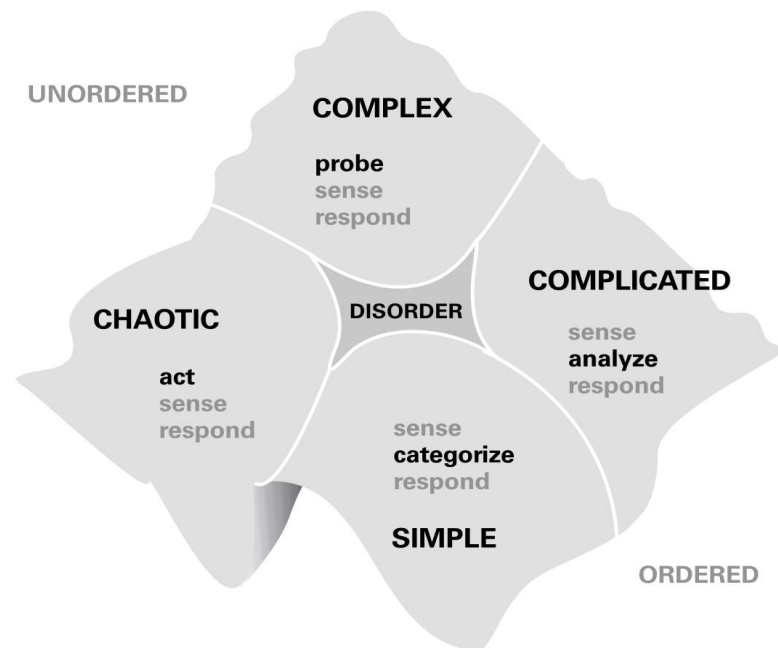 UNORDERED
COMPLEX
probe
sense
respond
COMPLICATED
sense
analyze
respond
DISORDER
CHAOTIC
act
sense
respond
sense
categorize
respond
SIMPLE
ORDERED